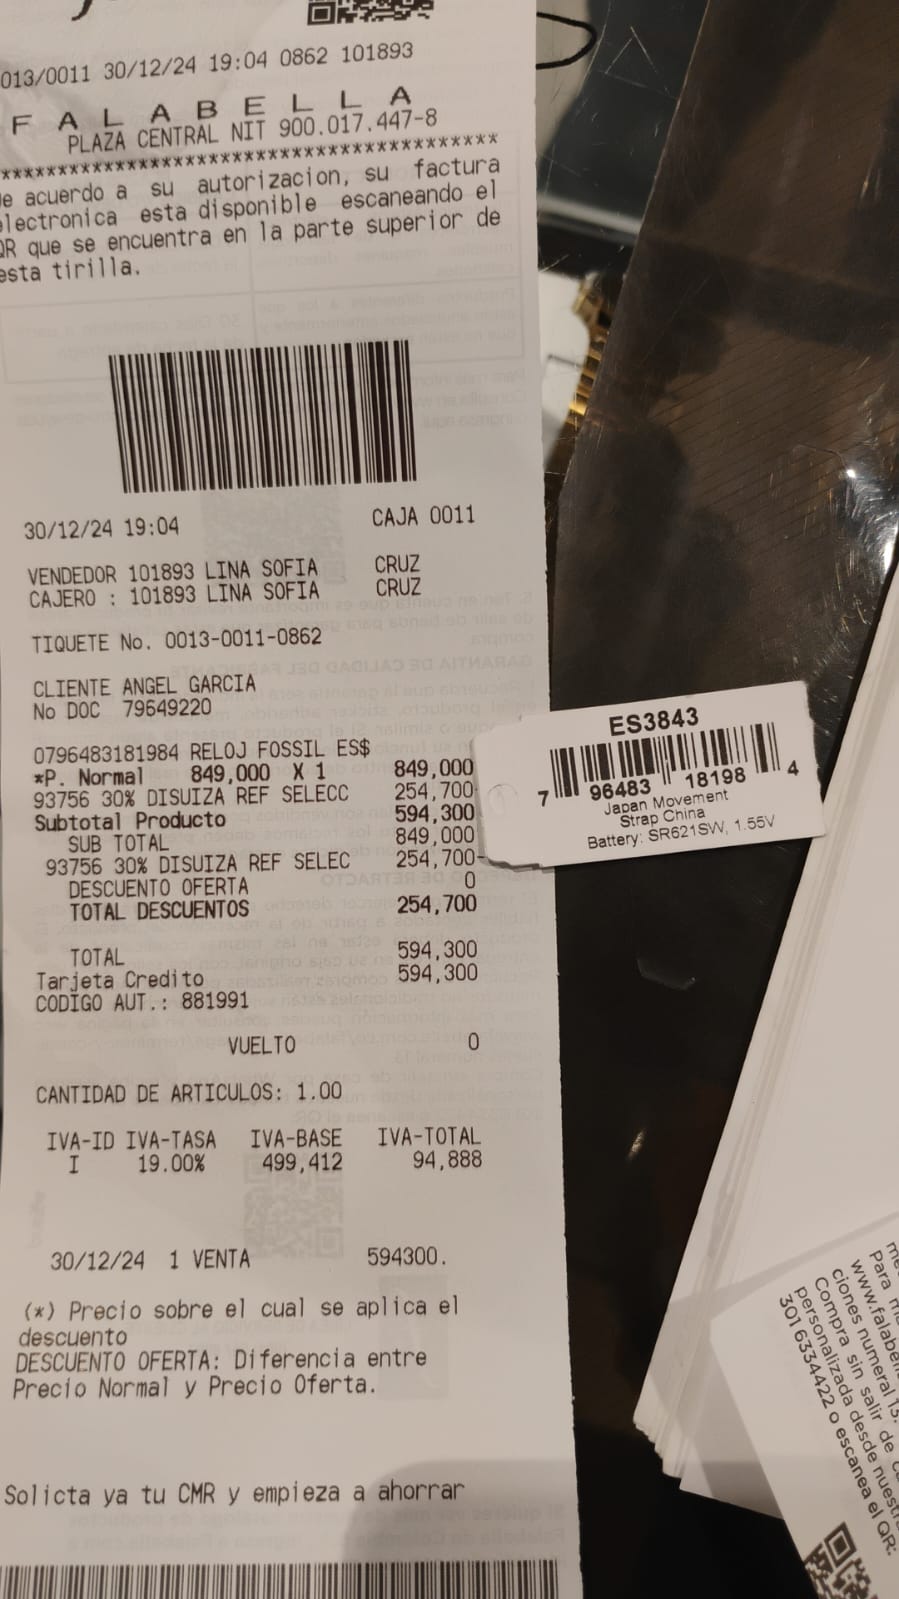 013/0011 30/12/24 19:04 0862 101893
F A L A B E L L A
PLAZA CENTRAL NIT 900.017.447-8
****************************************
de acuerdo a su autorizacion, su factura
electronica esta disponible escaneando el
QR que se encuentra en la parte superior de
esta tirilla.
30/12/24 19:04 CAJA 0011
VENDEDOR 101893 LINA SOFIA CRUZ
CAJERO : 101893 LINA SOFIA CRUZ
TIQUETE No. 0013-0011-0862
CLIENTE ANGEL GARCIA
No DOC 79649220
0796483181984 RELOJ FOSSIL ES$
*P. Normal 849,000 X 1 849,000
93756 30% DISUIZA REF SELECC 254,700-
Subtotal Producto 594,300
SUB TOTAL 849,000
93756 30% DISUIZA REF SELEC 254,700-
DESCUENTO OFERTA 0
TOTAL DESCUENTOS 254,700
TOTAL 594,300
Tarjeta Credito 594,300
CODIGO AUT.: 881991
VUELTO 0
CANTIDAD DE ARTICULOS: 1.00
IVA-ID IVA-TASA IVA-BASE IVA-TOTAL
I 19.00% 499,412 94,888
30/12/24 1 VENTA 594300.
(*) Precio sobre el cual se aplica el
descuento
DESCUENTO OFERTA: Diferencia entre
Precio Normal y Precio Oferta.
Solicta ya tu CMR y empieza a ahorrar
ES3843
7 96483 18198 4
Japan Movement
Strap China
Battery: SR621SW, 1.55V
Para
www.falabel
ciones numeral 13.
Compra sin salir de
personalizada desde nuestr
301 6334422 o escanea el QR: